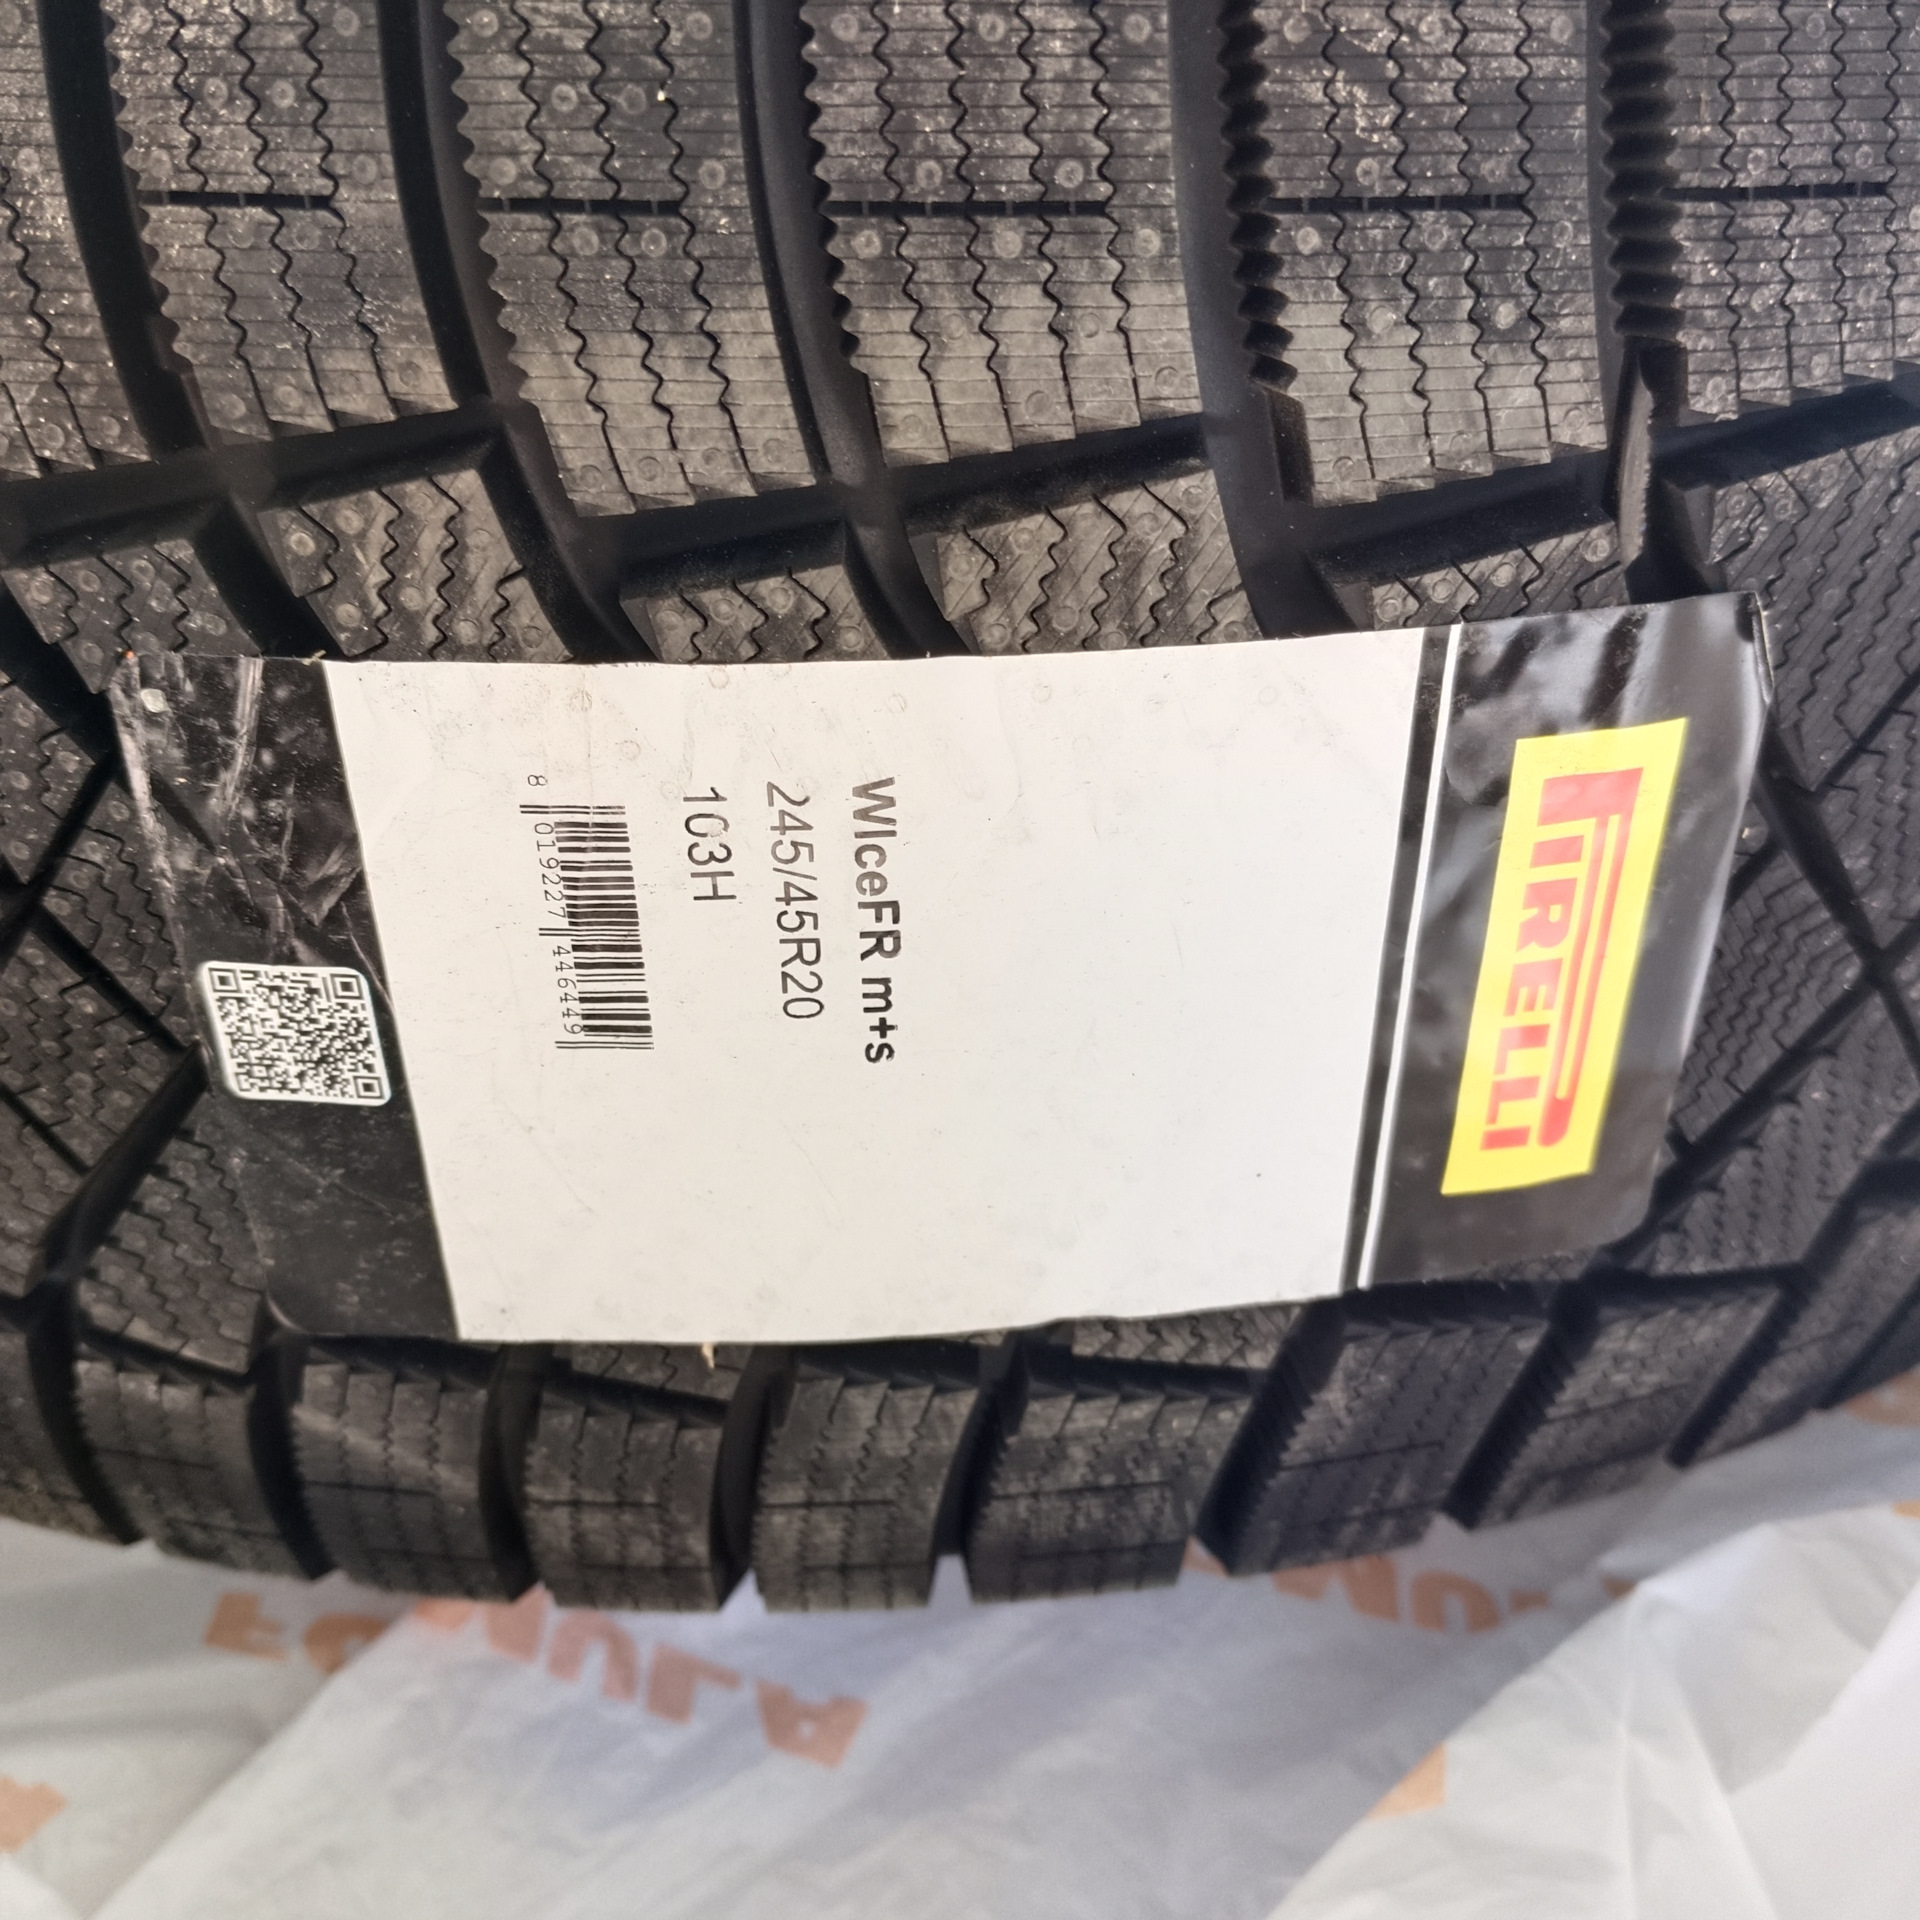 PIRELLI
WIceFR m+s
245/45R20
103H
8 019227 446449